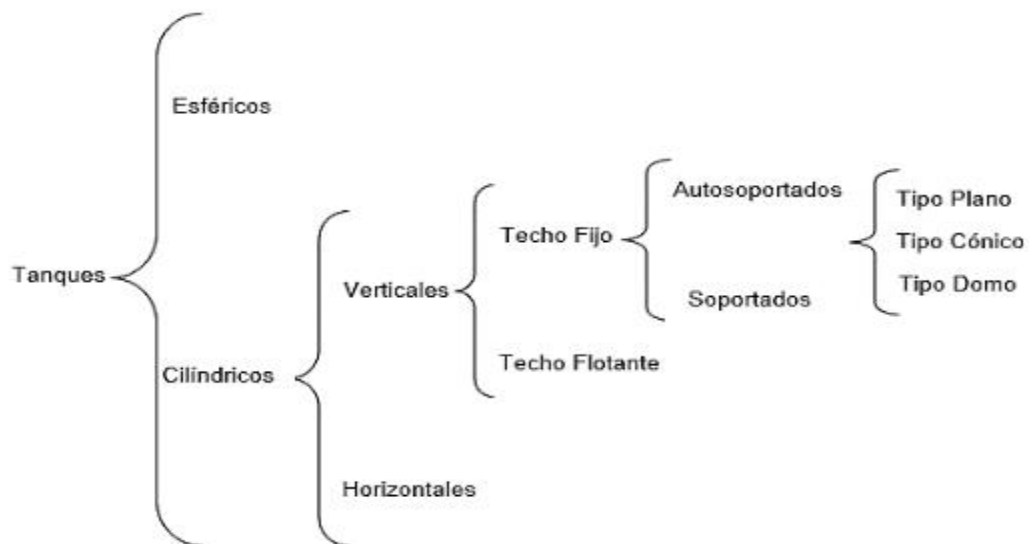 Tanques
Esféricos
Cilíndricos
Verticales
Horizontales
Techo Fijo
Techo Flotante
Autosoportados
Soportados
Tipo Plano
Tipo Cónico
Tipo Domo